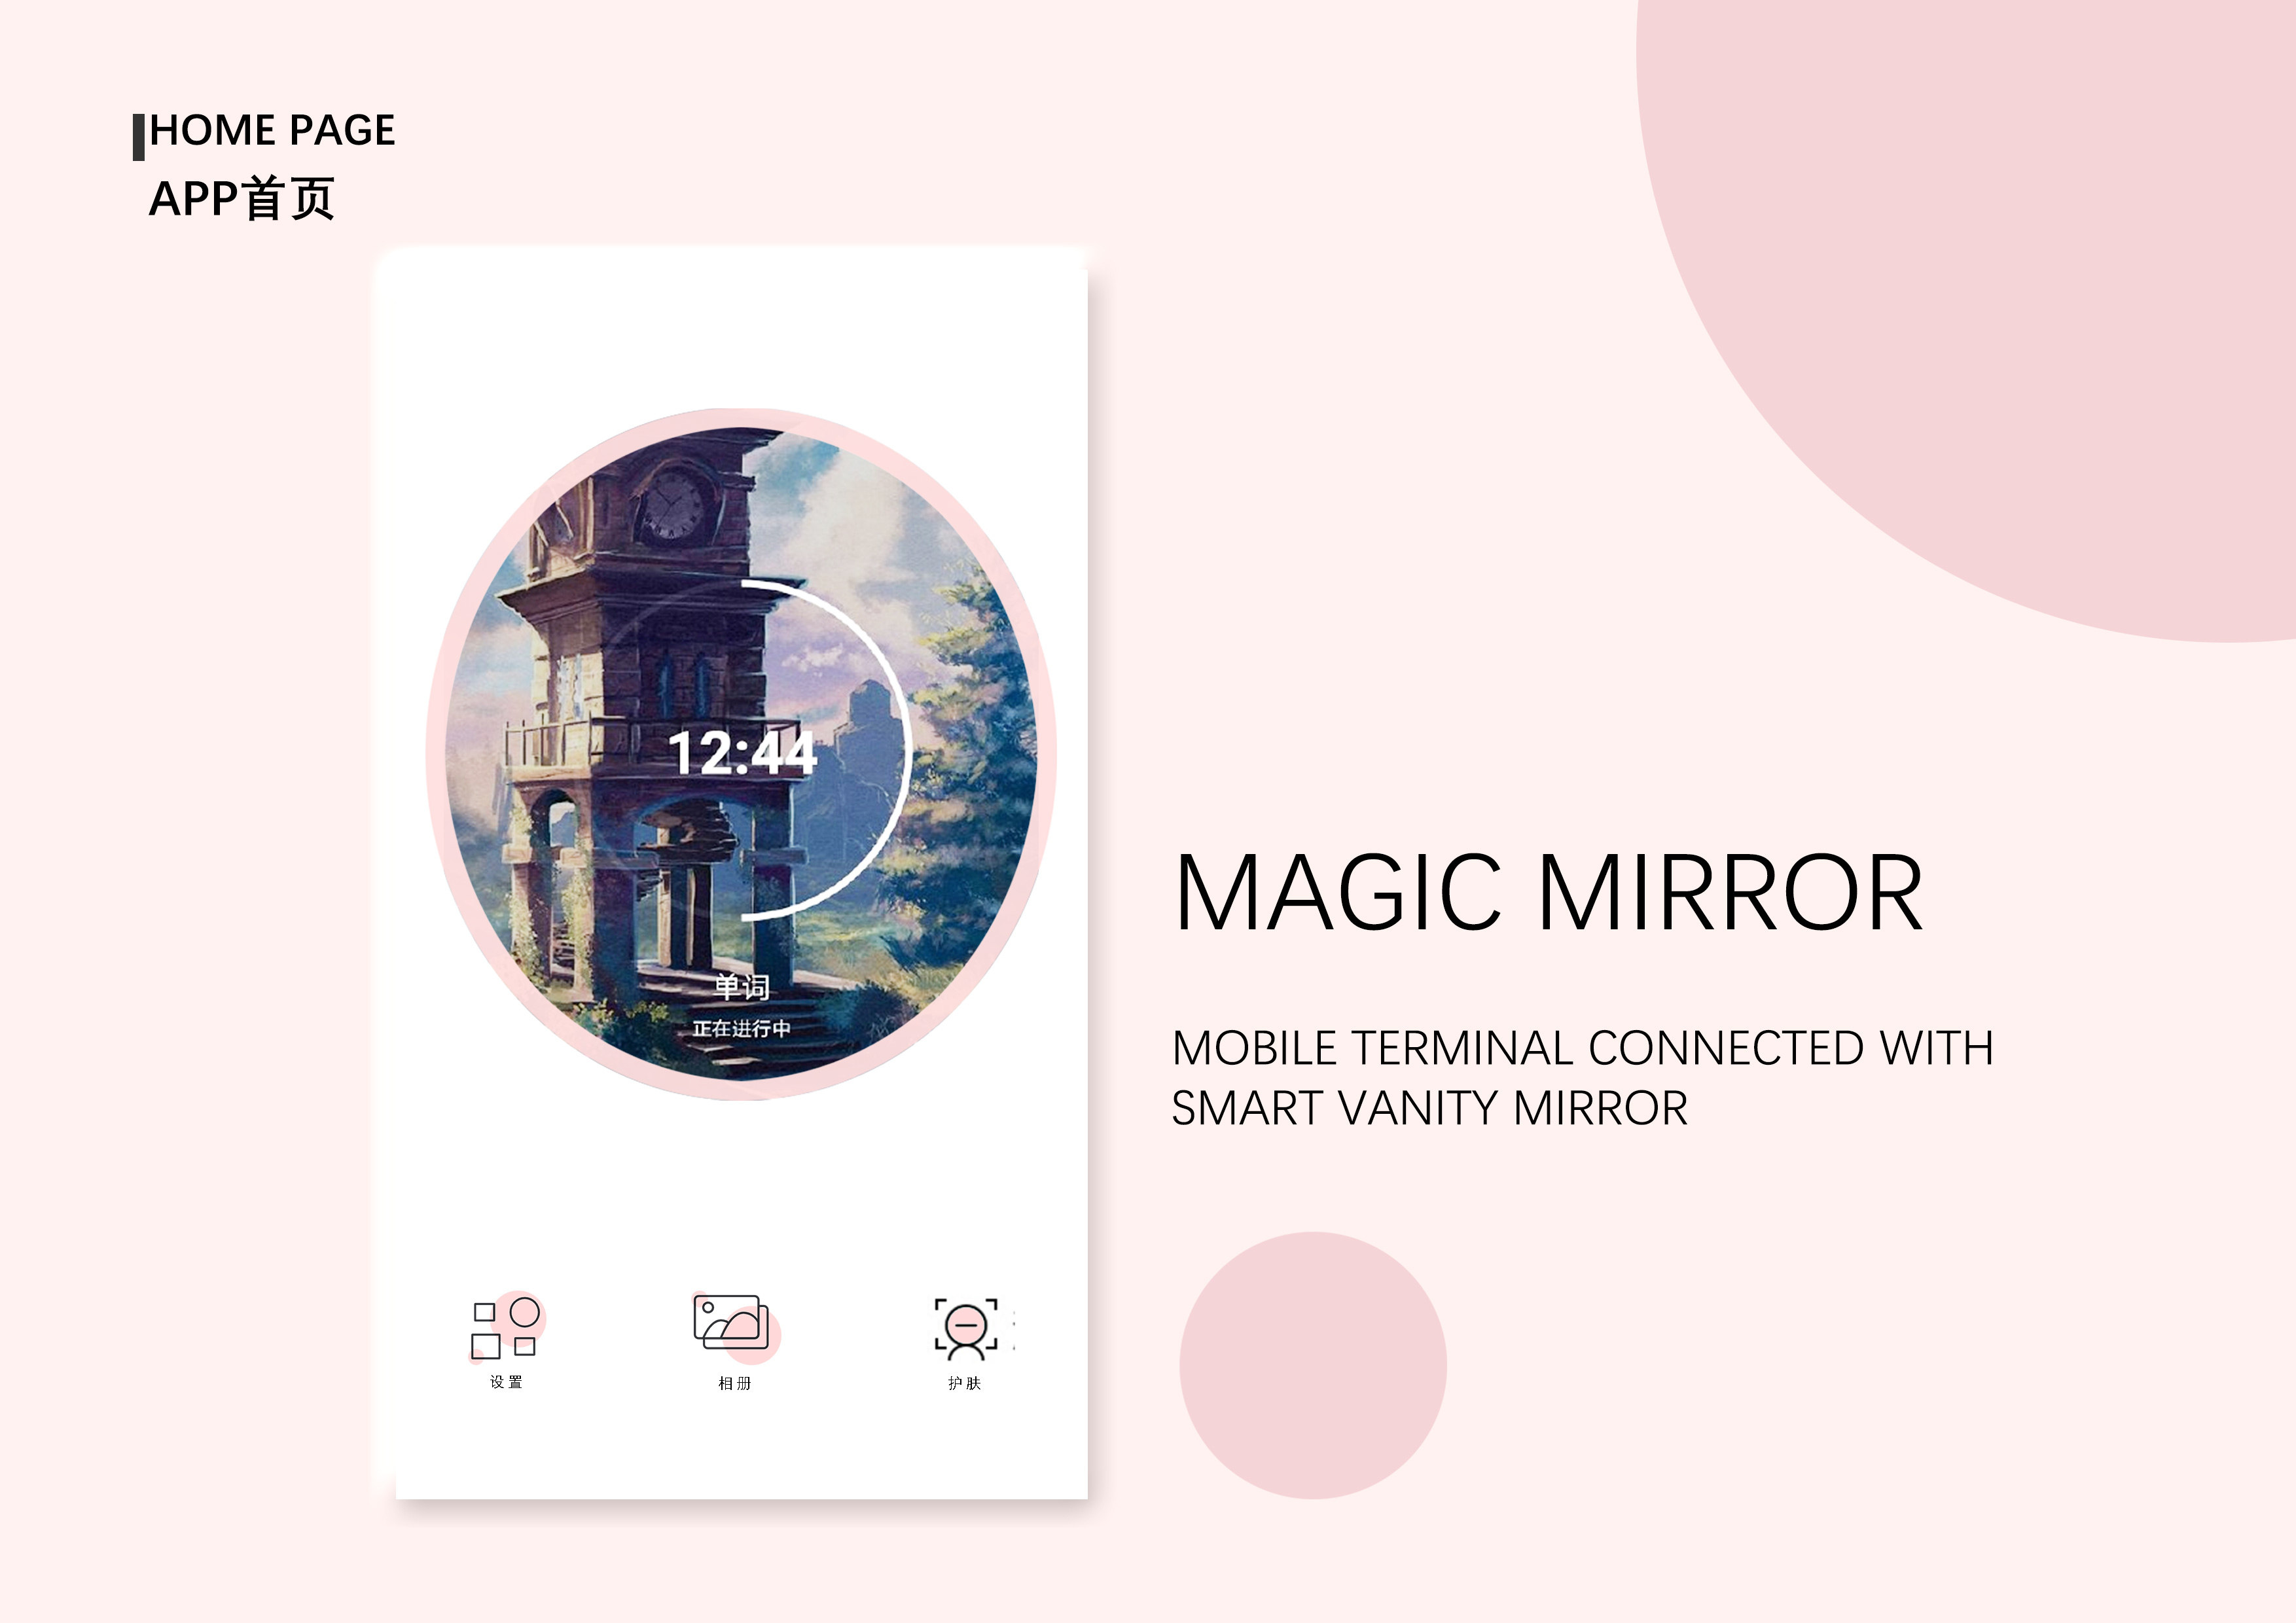 HOME PAGE
APP首页
12:44
单词
正在进行中
MAGIC MIRROR
MOBILE TERMINAL CONNECTED WITH
SMART VANITY MIRROR
设置
相册
护肤